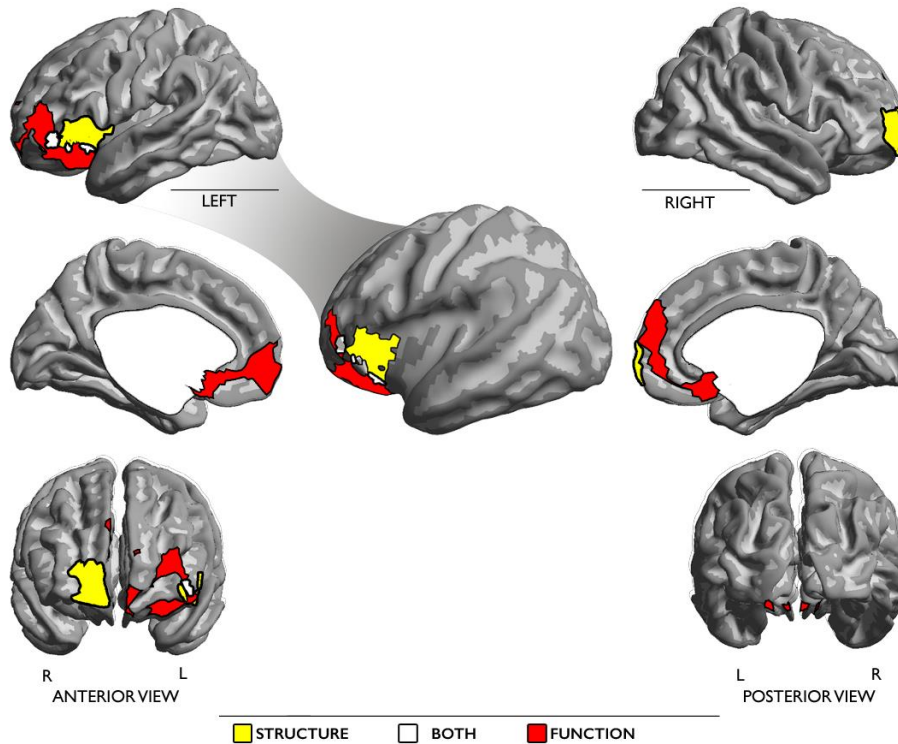 LEFT
RIGHT
R L
L R
ANTERIOR VIEW
POSTERIOR VIEW
STRUCTURE BOTH FUNCTION